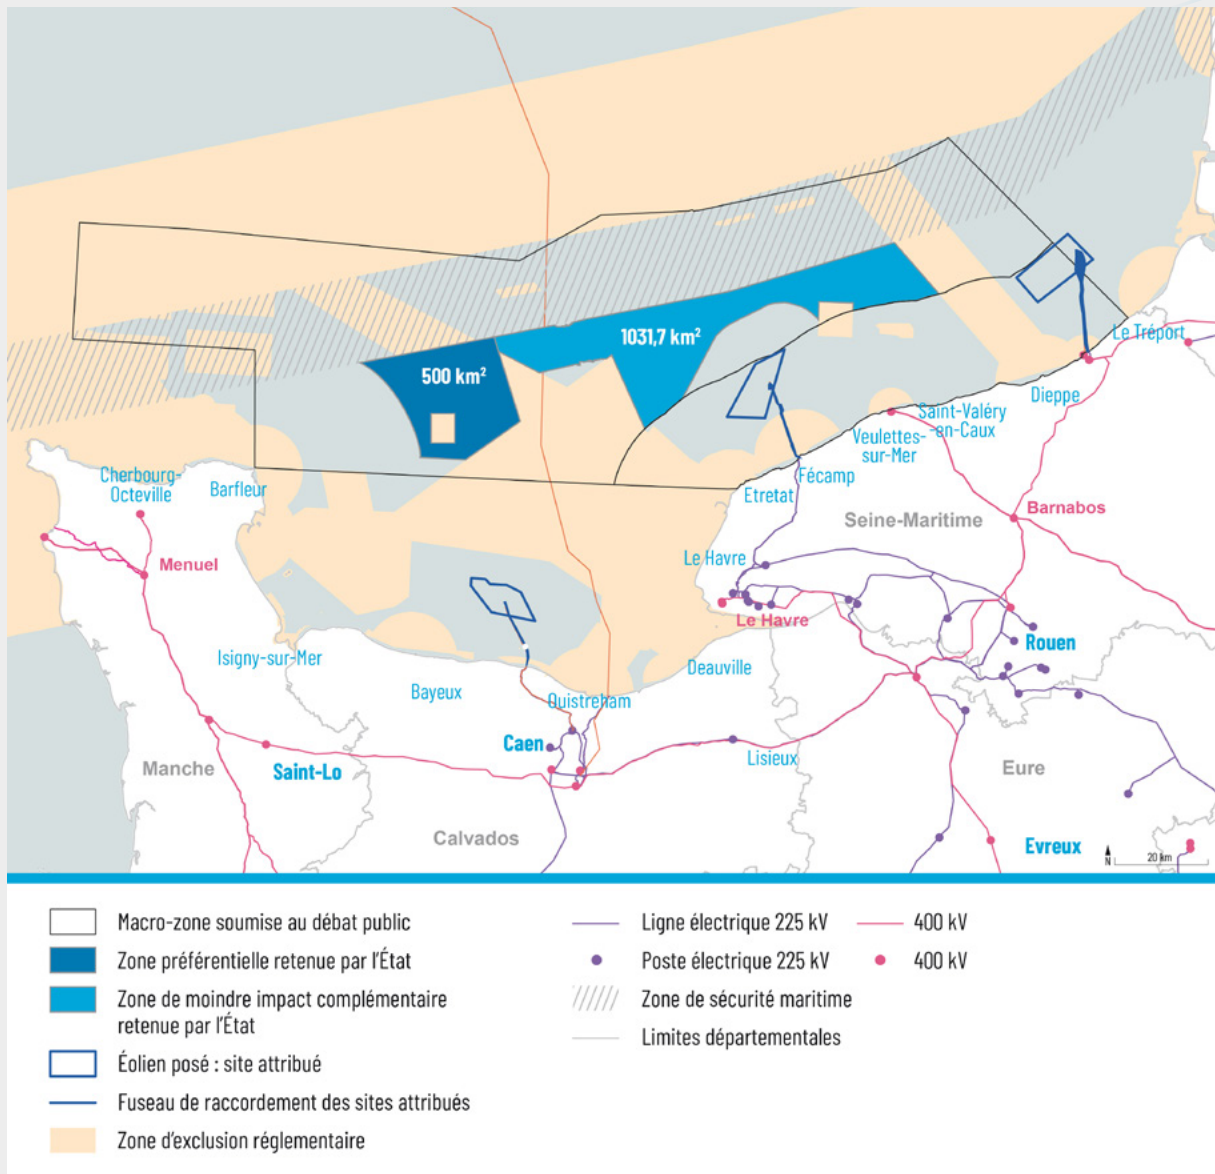 1031,7 km²
500 km²
Le Tréport
Dieppe
Saint-Valéry
-en-Caux
Veulettes-
sur-Mer
Fécamp
Etretat
Cherbourg-
Octeville
Barfleur
Seine-Maritime
Barnabos
Menuel
Le Havre
Le Havre
Rouen
Isigny-sur-Mer
Deauville
Bayeux
Ouistreham
Caen
Lisieux
Manche
Saint-Lo
Eure
Calvados
Evreux
N
20 km
Macro-zone soumise au débat public
Zone préférentielle retenue par l'État
Zone de moindre impact complémentaire
retenue par l'État
Éolien posé : site attribué
Fuseau de raccordement des sites attribués
Zone d'exclusion réglementaire
Ligne électrique 225 kV
400 kV
Poste électrique 225 kV
400 kV
Zone de sécurité maritime
Limites départementales